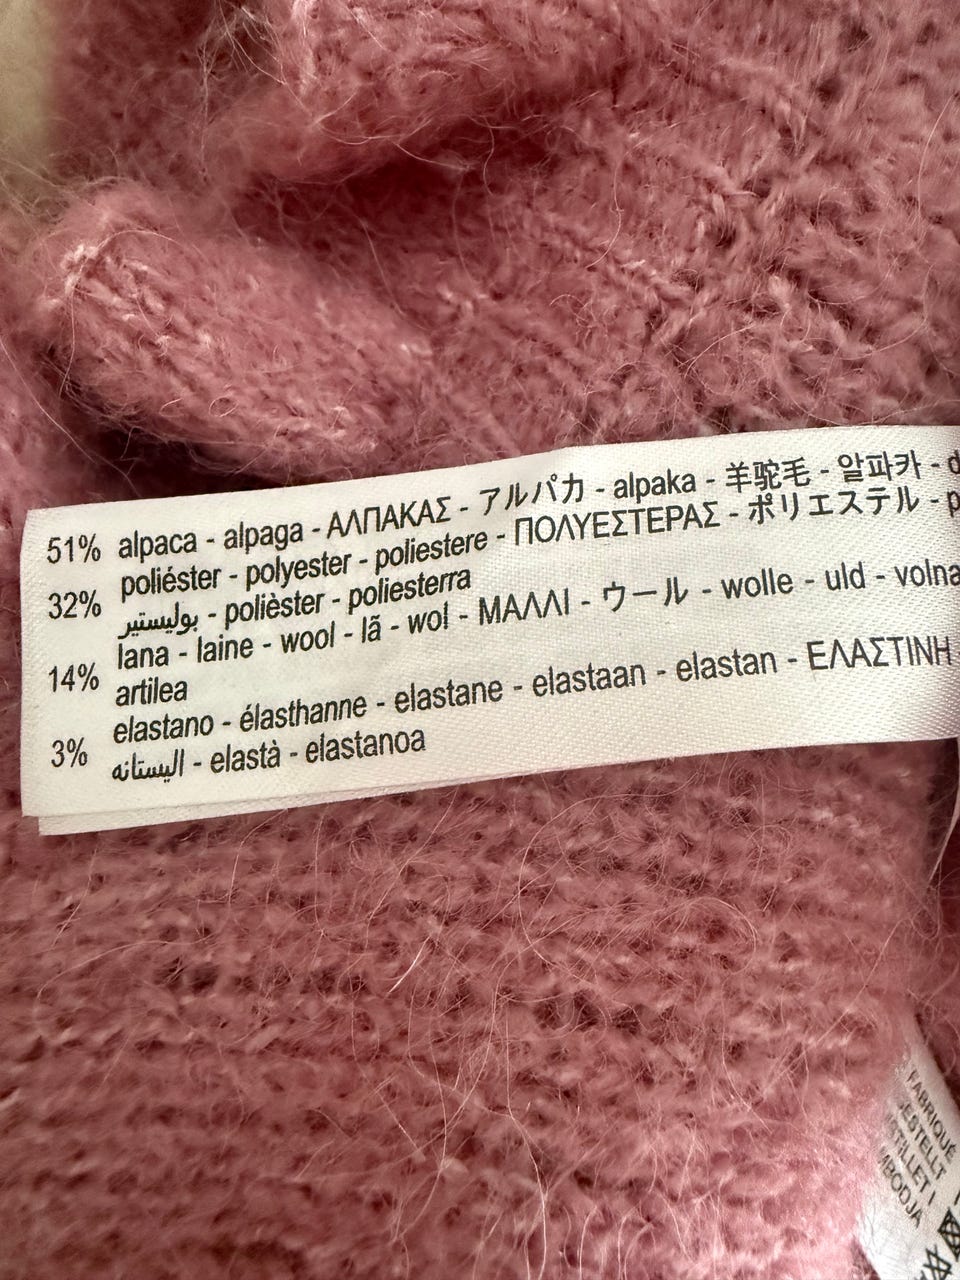 51% alpaca - alpaga - ΑΛΠΑΚΑΣ - アルパカ - alpaka - 羊驼毛 - 알파카 -
32% poliéster - polyester - poliestere - ΠΟΛΥΕΣΤΕΡΑΣ - ポリエステル -
بوليستير - polièster - poliesterra
14% lana - laine - wool - lã - wol - ΜΑΛΛΙ - ウール - wolle - uld - volna
artilea
3% elastano - élasthanne - elastane - elastaan - elastan - ΕΛΑΣΤΙΝΗ
اليستانه - elastà - elastanoa
FABRIQUÉ